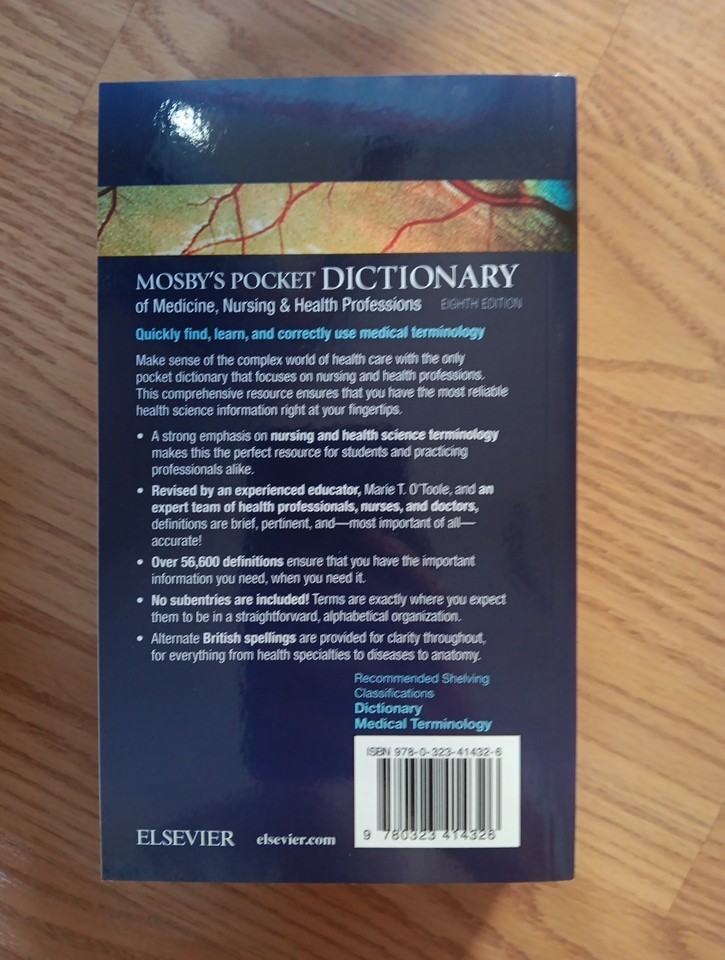 MOSBY'S POCKET DICTIONARY
of Medicine, Nursing & Health Professions EIGHTH EDITION
Quickly find, learn, and correctly use medical terminology
Make sense of the complex world of health care with the only
pocket dictionary that focuses on nursing and health professions.
This comprehensive resource ensures that you have the most reliable
health science information right at your fingertips.
• A strong emphasis on nursing and health science terminology
makes this the perfect resource for students and practicing
professionals alike.
• Revised by an experienced educator, Marie T. O'Toole, and an
expert team of health professionals, nurses, and doctors,
definitions are brief, pertinent, and—most important of all—
accurate!
• Over 56,600 definitions ensure that you have the important
information you need, when you need it.
• No subentries are included! Terms are exactly where you expect
them to be in a straightforward, alphabetical organization.
• Alternate British spellings are provided for clarity throughout,
for everything from health specialties to diseases to anatomy.
Recommended Shelving
Classifications
Dictionary
Medical Terminology
ISBN 978-0-323-41432-6
9 780323 414326
ELSEVIER elsevier.com